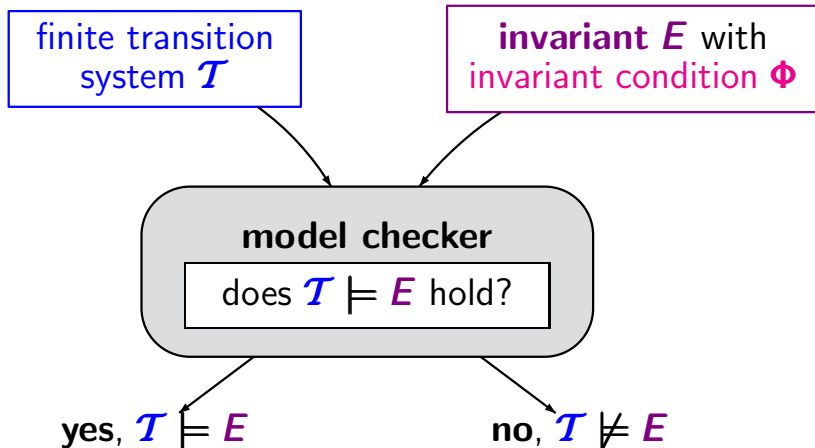 finite transition
system 𝒯
invariant E with
invariant condition Φ
model checker
does 𝒯 ⊨ E hold?
yes, 𝒯 ⊨ E
no, 𝒯 ⊭ E